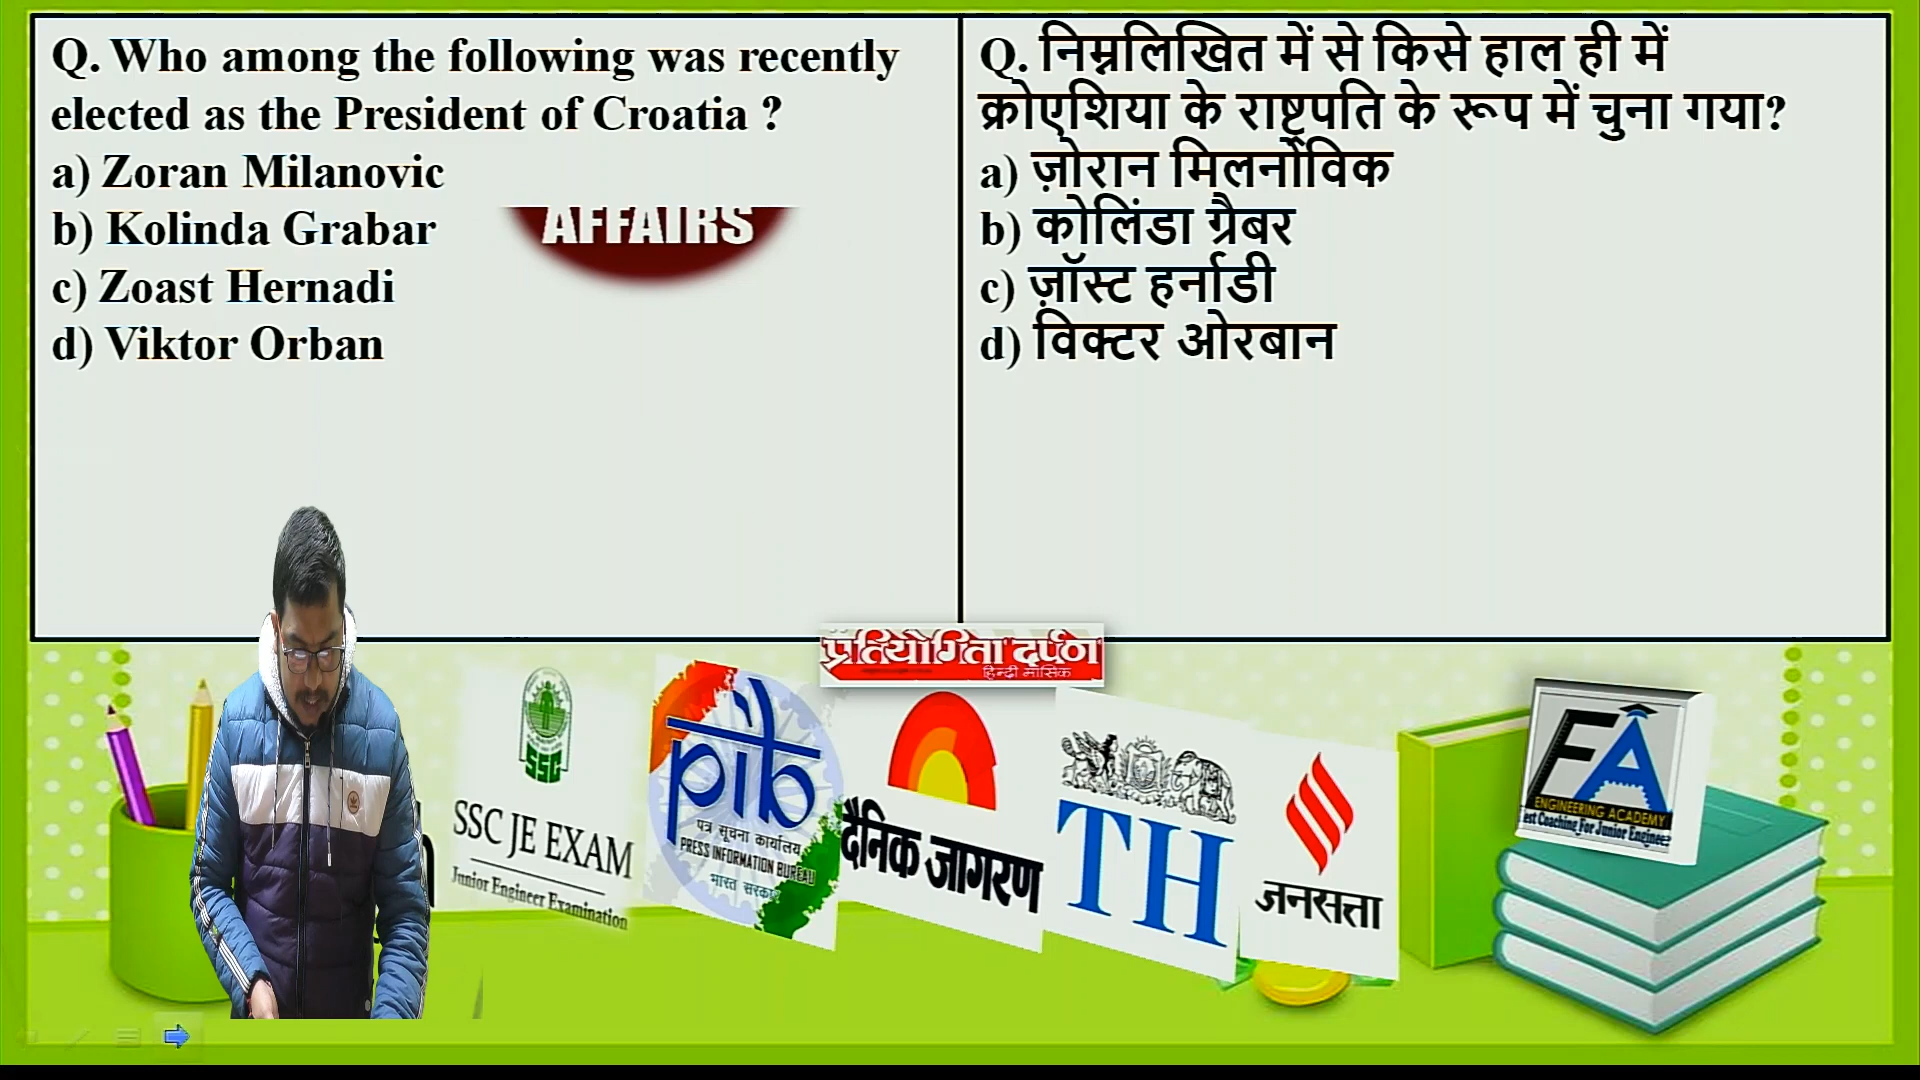 Q. Who among the following was recently
elected as the President of Croatia ?
a) Zoran Milanovic
b) Kolinda Grabar
c) Zoast Hernadi
d) Viktor Orban
AFFAIRS
Q. निम्नलिखित में से किसे हाल ही में
क्रोएशिया के राष्ट्रपति के रूप में चुना गया?
a) ज़ोरान मिलनोविक
b) कोलिंडा ग्रैबर
c) ज़ॉस्ट हर्नाडी
d) विक्टर ओरबान
प्रतियोगिता दर्पण
हिन्दी मासिक
SSC
SSC JE EXAM
Junior Engineer Examination
pib
पत्र सूचना कार्यालय
PRESS INFORMATION BUREAU
भारत सरकार
दैनिक जागरण
TH
जनसत्ता
FA
ENGINEERING ACADEMY
est Coaching For Junior Enginee